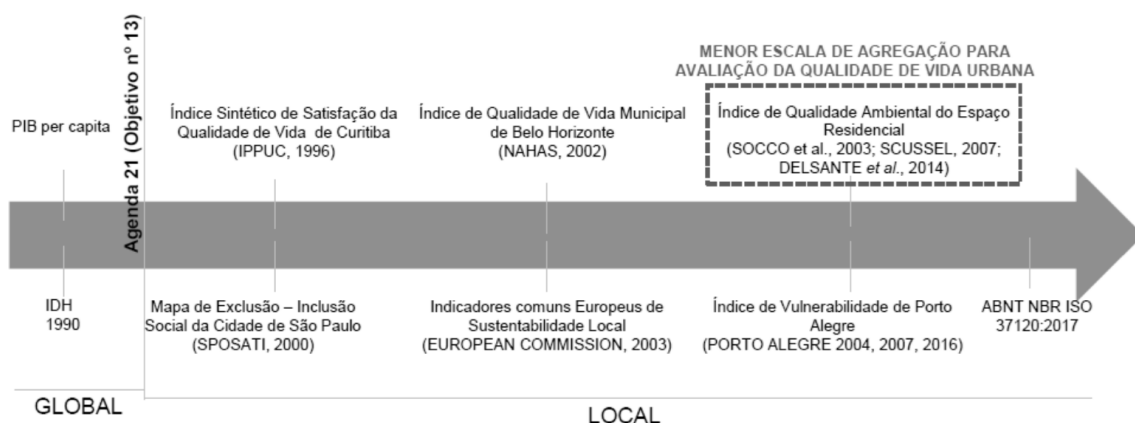 MENOR ESCALA DE AGREGAÇÃO PARA
AVALIAÇÃO DA QUALIDADE DE VIDA URBANA
PIB per capita
Agenda 21 (Objetivo nº 13)
Índice Sintético de Satisfação da
Qualidade de Vida de Curitiba
(IPPUC, 1996)
Índice de Qualidade de Vida Municipal
de Belo Horizonte
(NAHAS, 2002)
Índice de Qualidade Ambiental do Espaço
Residencial
(SOCCO et al., 2003; SCUSSEL, 2007;
DELSANTE et al., 2014)
IDH
1990
Mapa de Exclusão – Inclusão
Social da Cidade de São Paulo
(SPOSATI, 2000)
Indicadores comuns Europeus de
Sustentabilidade Local
(EUROPEAN COMMISSION, 2003)
Índice de Vulnerabilidade de Porto
Alegre
(PORTO ALEGRE 2004, 2007, 2016)
ABNT NBR ISO
37120:2017
GLOBAL
LOCAL